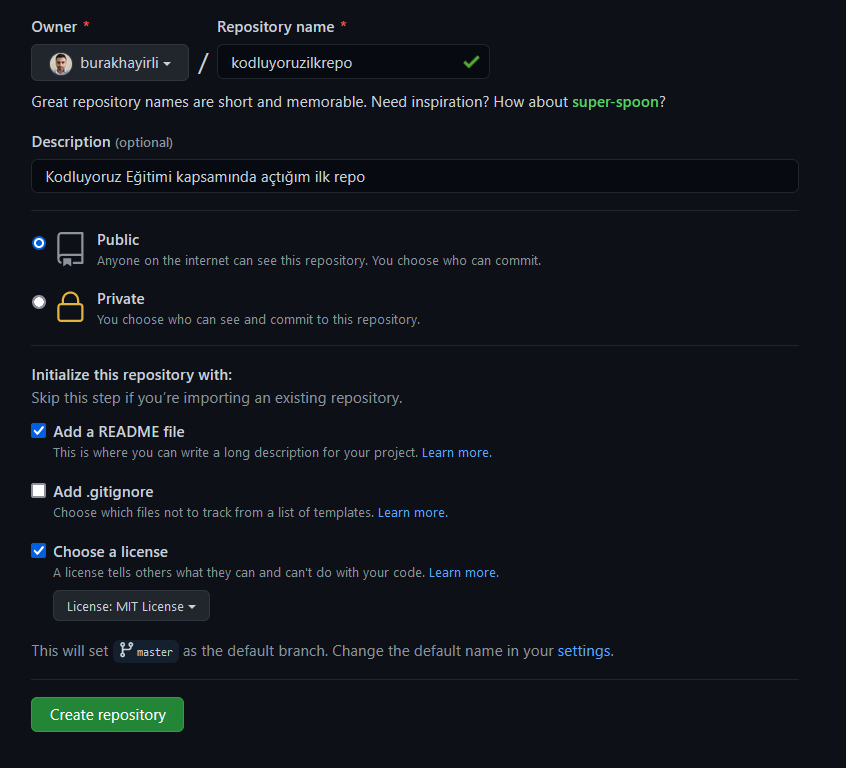 Owner * Repository name *
burakhayirli / kodluyoruzilkrepo
Great repository names are short and memorable. Need inspiration? How about super-spoon?
Description (optional)
Kodluyoruz Eğitimi kapsamında açtığım ilk repo
Public
Anyone on the internet can see this repository. You choose who can commit.
Private
You choose who can see and commit to this repository.
Initialize this repository with:
Skip this step if you’re importing an existing repository.
Add a README file
This is where you can write a long description for your project. Learn more.
Add .gitignore
Choose which files not to track from a list of templates. Learn more.
Choose a license
A license tells others what they can and can't do with your code. Learn more.
License: MIT License
This will set master as the default branch. Change the default name in your settings.
Create repository